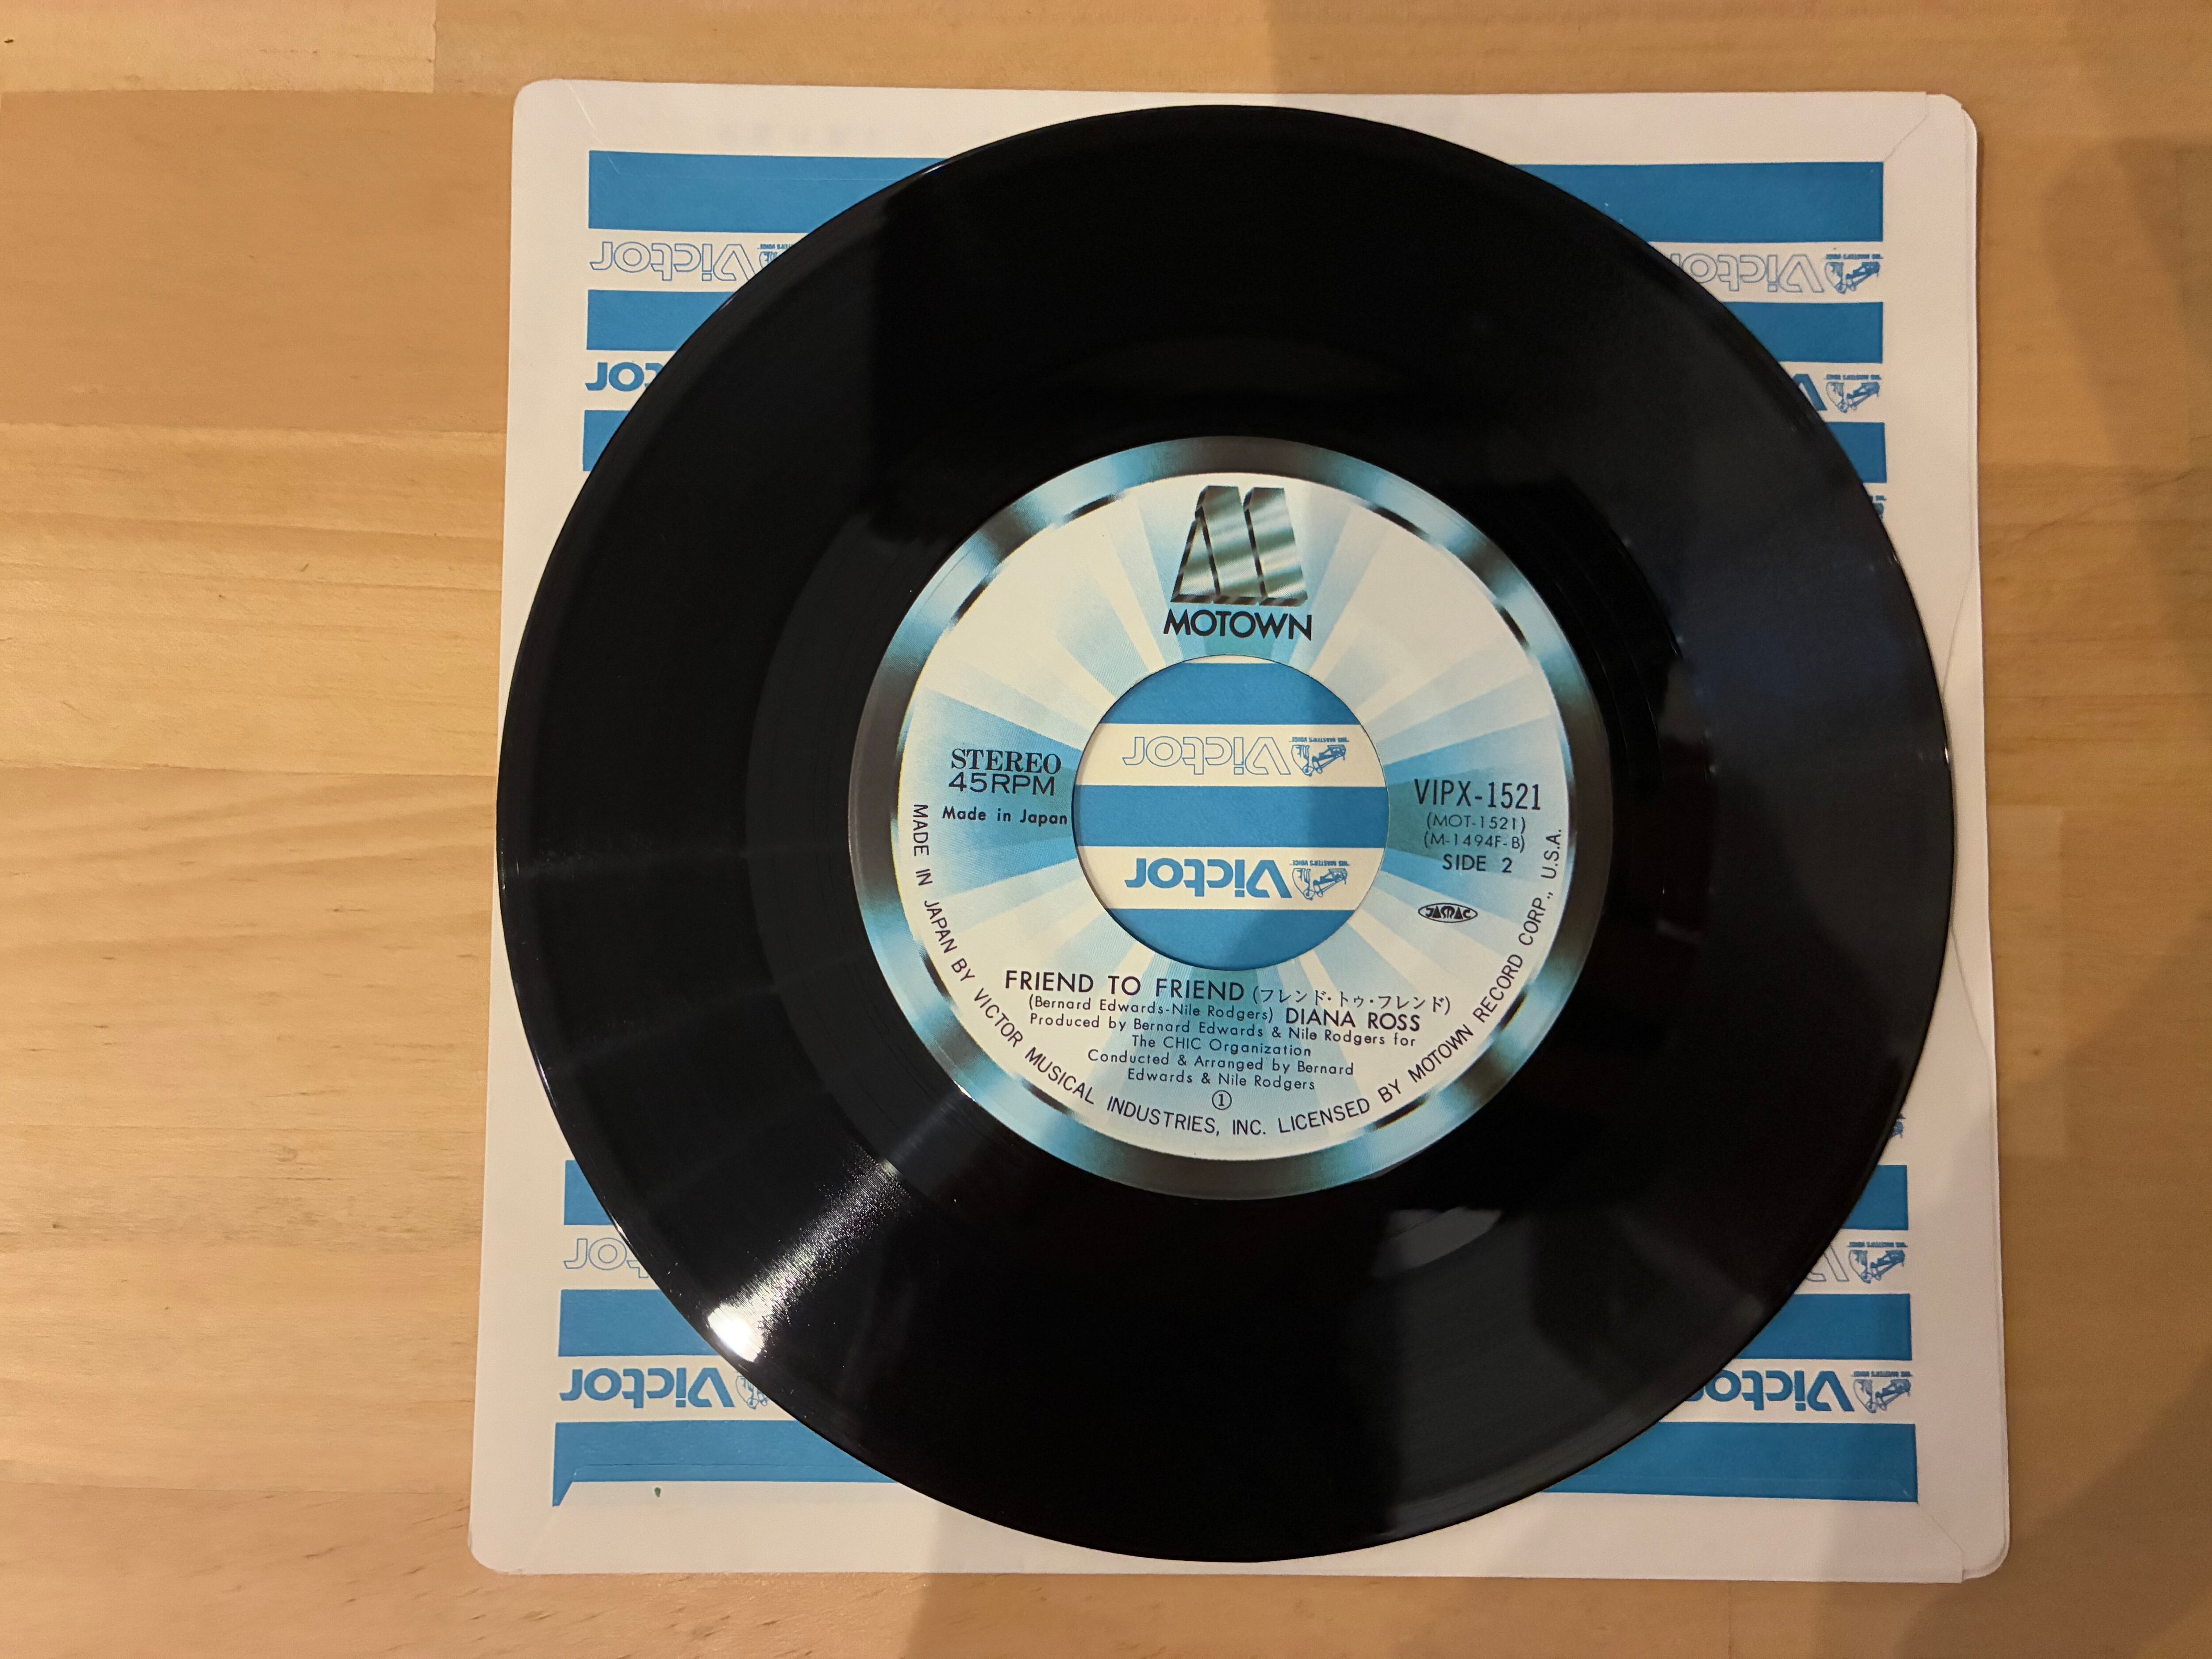 Victor
Victor
MOTOWN
STEREO
45RPM
Made in Japan
Victor
Victor
VIPX-1521
(MOT-1521)
(M-1494F-B)
SIDE 2
JASRAC
FRIEND TO FRIEND (フレンド・トゥ・フレンド)
(Bernard Edwards-Nile Rodgers) DIANA ROSS
Produced by Bernard Edwards & Nile Rodgers for
The CHIC Organization
Conducted & Arranged by Bernard
Edwards & Nile Rodgers
①
MADE IN JAPAN BY VICTOR MUSICAL INDUSTRIES, INC. LICENSED BY MOTOWN RECORD CORP., U.S.A.
Victor
Victor